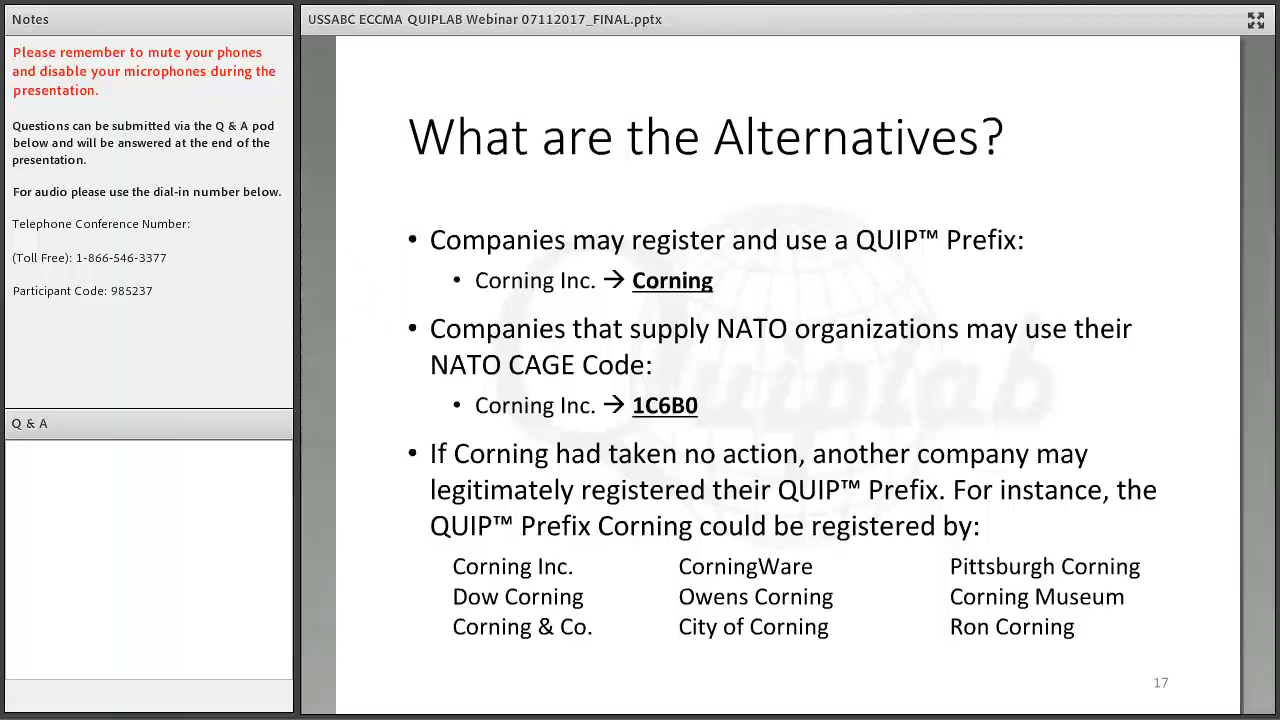 Notes
Please remember to mute your phones
and disable your microphones during the
presentation.
Questions can be submitted via the Q & A pod
below and will be answered at the end of the
presentation.
For audio please use the dial-in number below.
Telephone Conference Number:
(Toll Free): 1-866-546-3377
Participant Code: 985237
Q & A
USSABC ECCMA QUIPLAB Webinar 07112017_FINAL.pptx
What are the Alternatives?
• Companies may register and use a QUIP™ Prefix:
• Corning Inc. → Corning
• Companies that supply NATO organizations may use their
NATO CAGE Code:
• Corning Inc. → 1C6B0
• If Corning had taken no action, another company may
legitimately registered their QUIP™ Prefix. For instance, the
QUIP™ Prefix Corning could be registered by:
Corning Inc. CorningWare Pittsburgh Corning
Dow Corning Owens Corning Corning Museum
Corning & Co. City of Corning Ron Corning
Quiplab
17